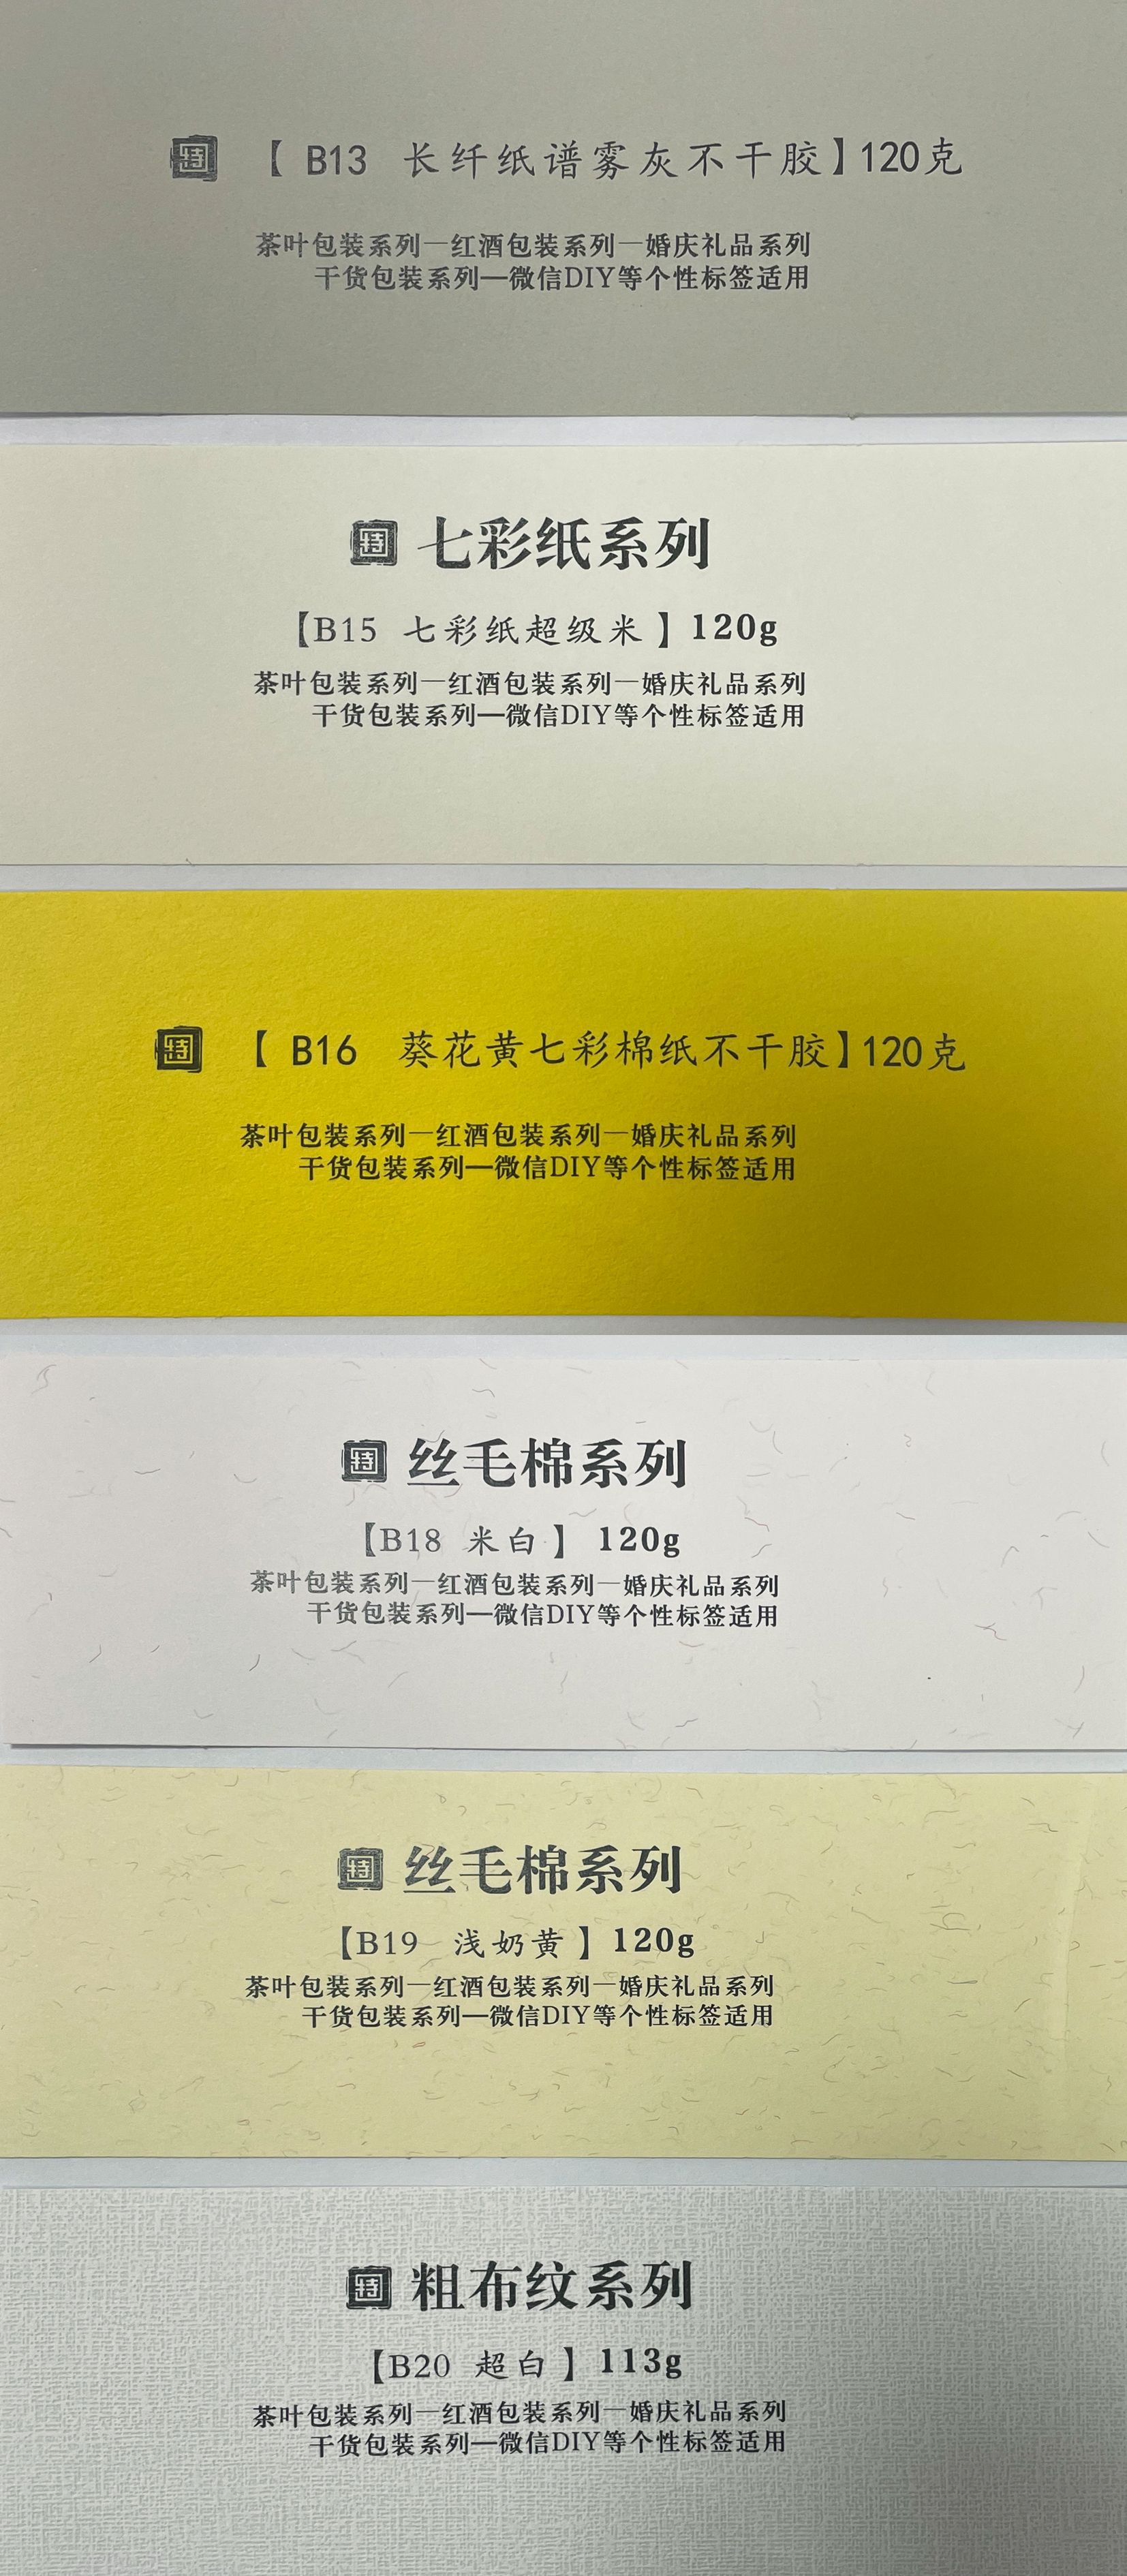 特 【 B13 长纤纸谱雾灰不干胶】120克
茶叶包装系列—红酒包装系列—婚庆礼品系列
干货包装系列—微信DIY等个性标签适用
特 七彩纸系列
【B15 七彩纸超级米 】 120g
茶叶包装系列—红酒包装系列—婚庆礼品系列
干货包装系列—微信DIY等个性标签适用
特 【 B16 葵花黄七彩棉纸不干胶】120克
茶叶包装系列—红酒包装系列—婚庆礼品系列
干货包装系列—微信DIY等个性标签适用
特 丝毛棉系列
【B18 米白 】 120g
茶叶包装系列—红酒包装系列—婚庆礼品系列
干货包装系列—微信DIY等个性标签适用
特 丝毛棉系列
【B19 浅奶黄 】 120g
茶叶包装系列—红酒包装系列—婚庆礼品系列
干货包装系列—微信DIY等个性标签适用
特 粗布纹系列
【B20 超白 】 113g
茶叶包装系列—红酒包装系列—婚庆礼品系列
干货包装系列—微信DIY等个性标签适用